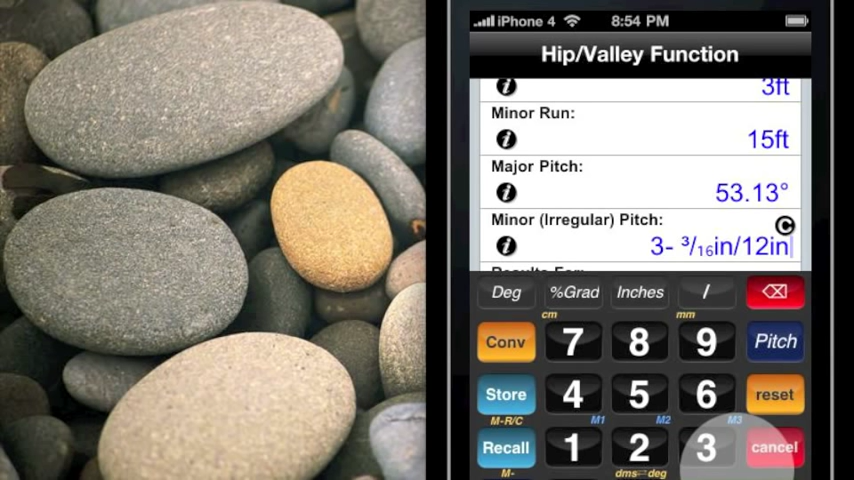 iPhone 4 8:54 PM
Hip/Valley Function
3ft
Minor Run:
15ft
Major Pitch:
53.13°
Minor (Irregular) Pitch:
C
3- ³/₁₆in/12in
Results For:
Deg %Grad Inches /
cm mm
Conv 7 8 9 Pitch
Store 4 5 6 reset
M-R/C M1 M2 M3
Recall 1 2 3 cancel
M- dms⇌deg